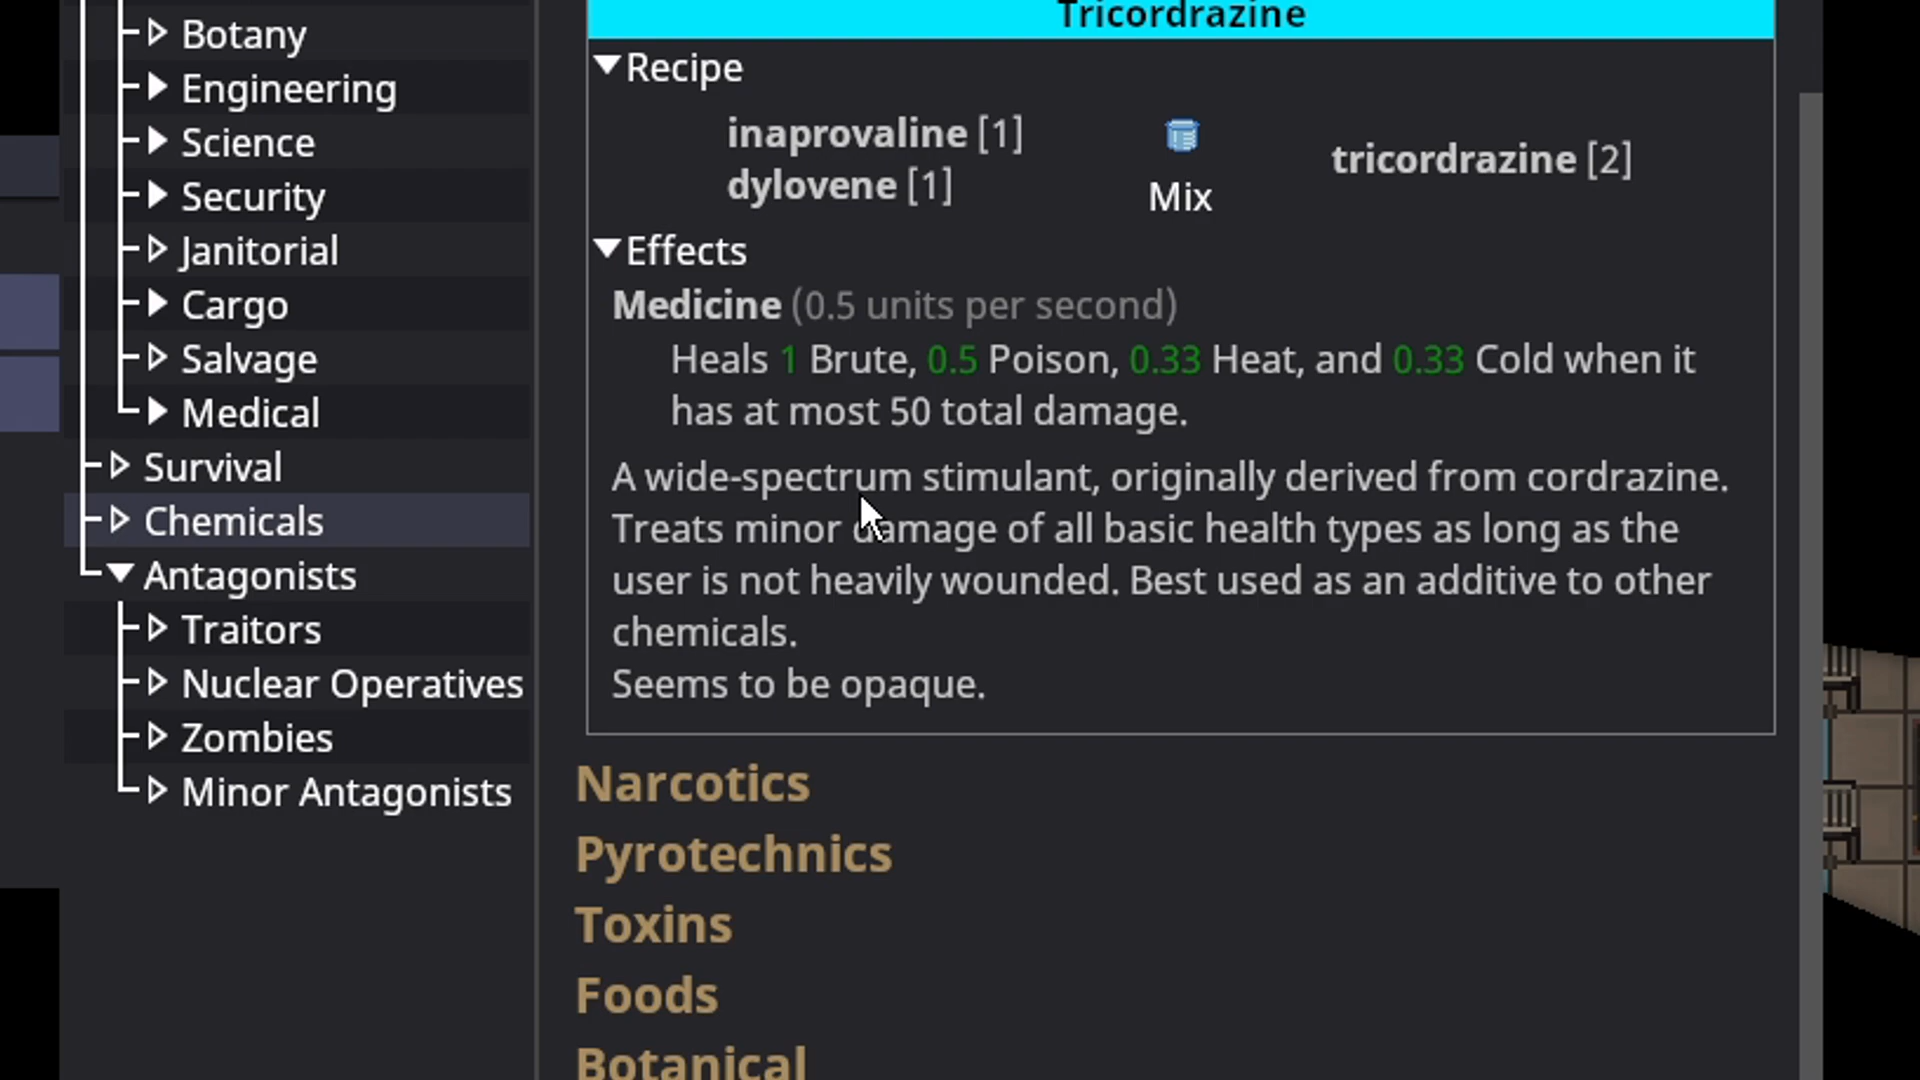 Botany
Engineering
Science
Security
Janitorial
Cargo
Salvage
Medical
Survival
Chemicals
Antagonists
Traitors
Nuclear Operatives
Zombies
Minor Antagonists
Tricordrazine
Recipe
inaprovaline [1]
dylovene [1]
Mix
tricordrazine [2]
Effects
Medicine (0.5 units per second)
Heals 1 Brute, 0.5 Poison, 0.33 Heat, and 0.33 Cold when it
has at most 50 total damage.
A wide-spectrum stimulant, originally derived from cordrazine.
Treats minor damage of all basic health types as long as the
user is not heavily wounded. Best used as an additive to other
chemicals.
Seems to be opaque.
Narcotics
Pyrotechnics
Toxins
Foods
Botanical